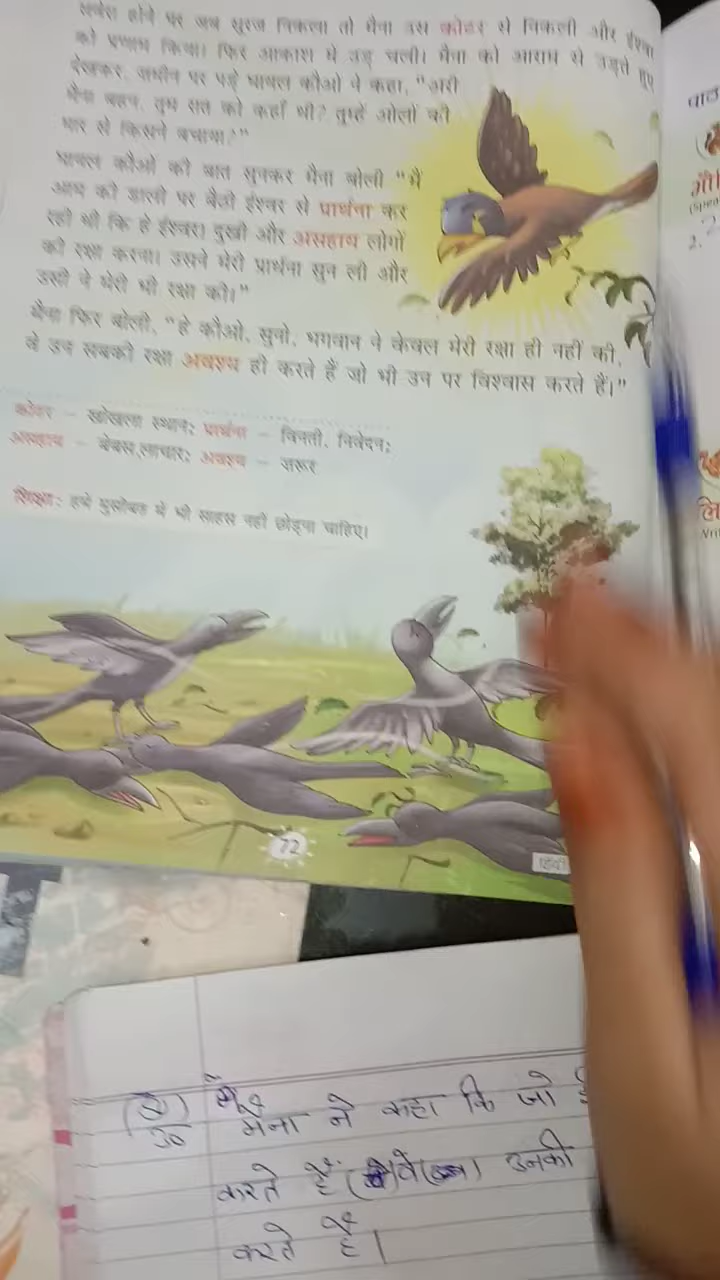 सवेरा होने पर जब सूरज निकला तो मैना उस कोटर से निकली और ईश्वर
को प्रणाम किया। फिर आकाश में उड़ चली। मैना को आराम से उड़ते हुए
देखकर, जमीन पर पड़े घायल कौओं ने कहा, "अरी
मैना बहन, तुम रात को कहाँ थी? तुम्हें ओलों की
मार से किसने बचाया?"
घायल कौओं की बात सुनकर मैना बोली "मैं
आम की डाली पर बैठी ईश्वर से प्रार्थना कर
रही थी कि हे ईश्वर! दुखी और असहाय लोगों
की रक्षा करना। उसने मेरी प्रार्थना सुन ली और
उसी ने मेरी भी रक्षा की।"
मैना फिर बोली, "हे कौओ, सुनो, भगवान ने केवल मेरी रक्षा ही नहीं की,
वे उन सबकी रक्षा अवश्य ही करते हैं जो भी उन पर विश्वास करते हैं।"
कोटर – खोखला स्थान; प्रार्थना – विनती, निवेदन;
असहाय – बेबस,लाचार; अवश्य – ज़रूर
शिक्षा: हमें मुसीबत में भी साहस नहीं छोड़ना चाहिए।
72
हिंदी
पाठ
मौ
2.
ले
मैना ने कहा कि जो
करते हैं वे उनकी
करते हैं।